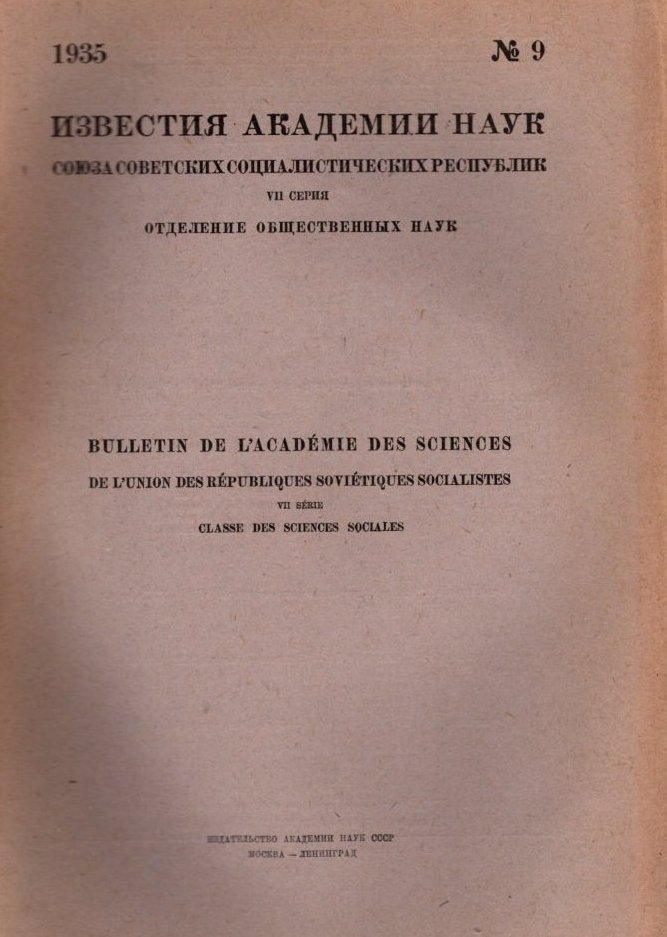 1935 № 9
ИЗВЕСТИЯ АКАДЕМИИ НАУК
СОЮЗА СОВЕТСКИХ СОЦИАЛИСТИЧЕСКИХ РЕСПУБЛИК
VII СЕРИЯ
ОТДЕЛЕНИЕ ОБЩЕСТВЕННЫХ НАУК
BULLETIN DE L'ACADÉMIE DES SCIENCES
DE L'UNION DES RÉPUBLIQUES SOVIÉTIQUES SOCIALISTES
VII SÉRIE
CLASSE DES SCIENCES SOCIALES
ИЗДАТЕЛЬСТВО АКАДЕМИИ НАУК СССР
МОСКВА — ЛЕНИНГРАД